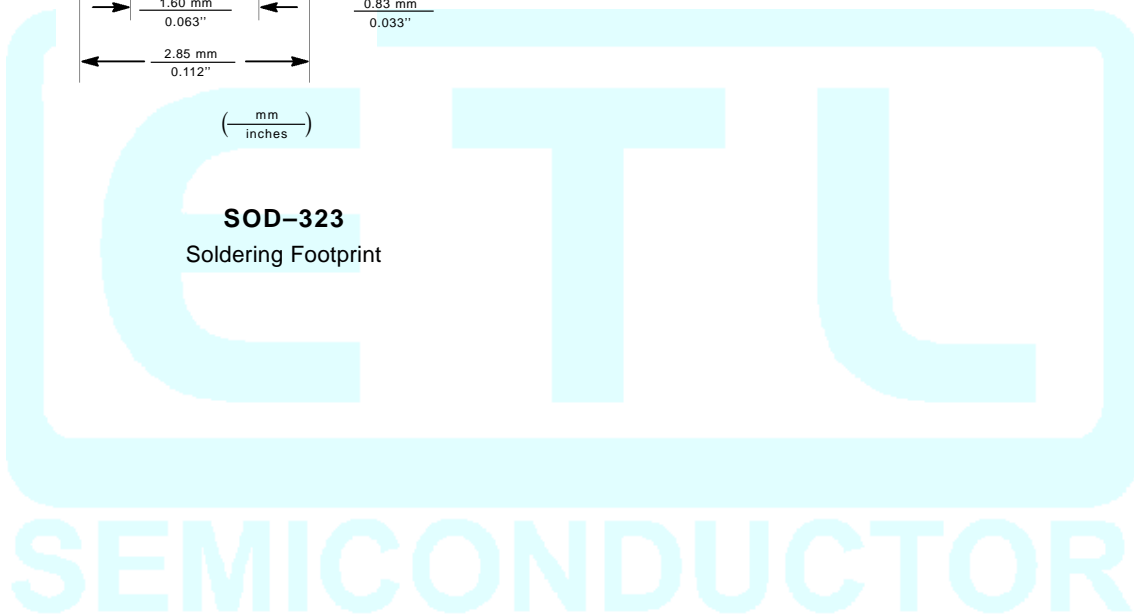 1.60 mm
0.063''
0.83 mm
0.033''
2.85 mm
0.112''
(mm
inches)
SOD–323
Soldering Footprint
ETL
SEMICONDUCTOR